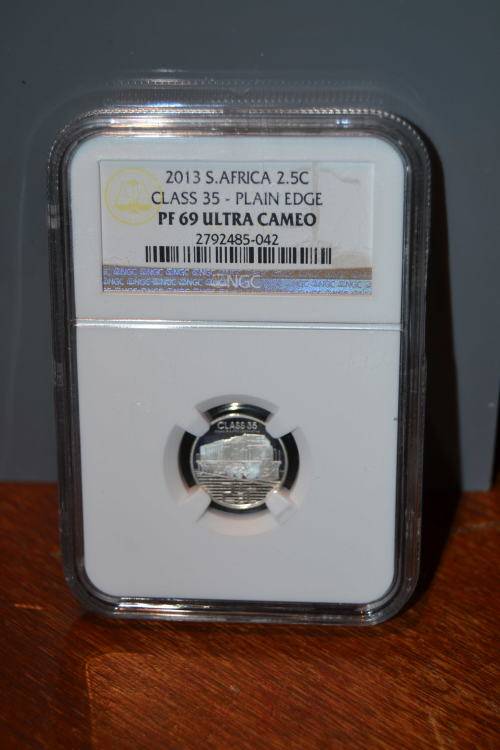 2013 S.AFRICA 2.5C
CLASS 35 - PLAIN EDGE
PF 69 ULTRA CAMEO
2792485-042
NGC
CLASS 35